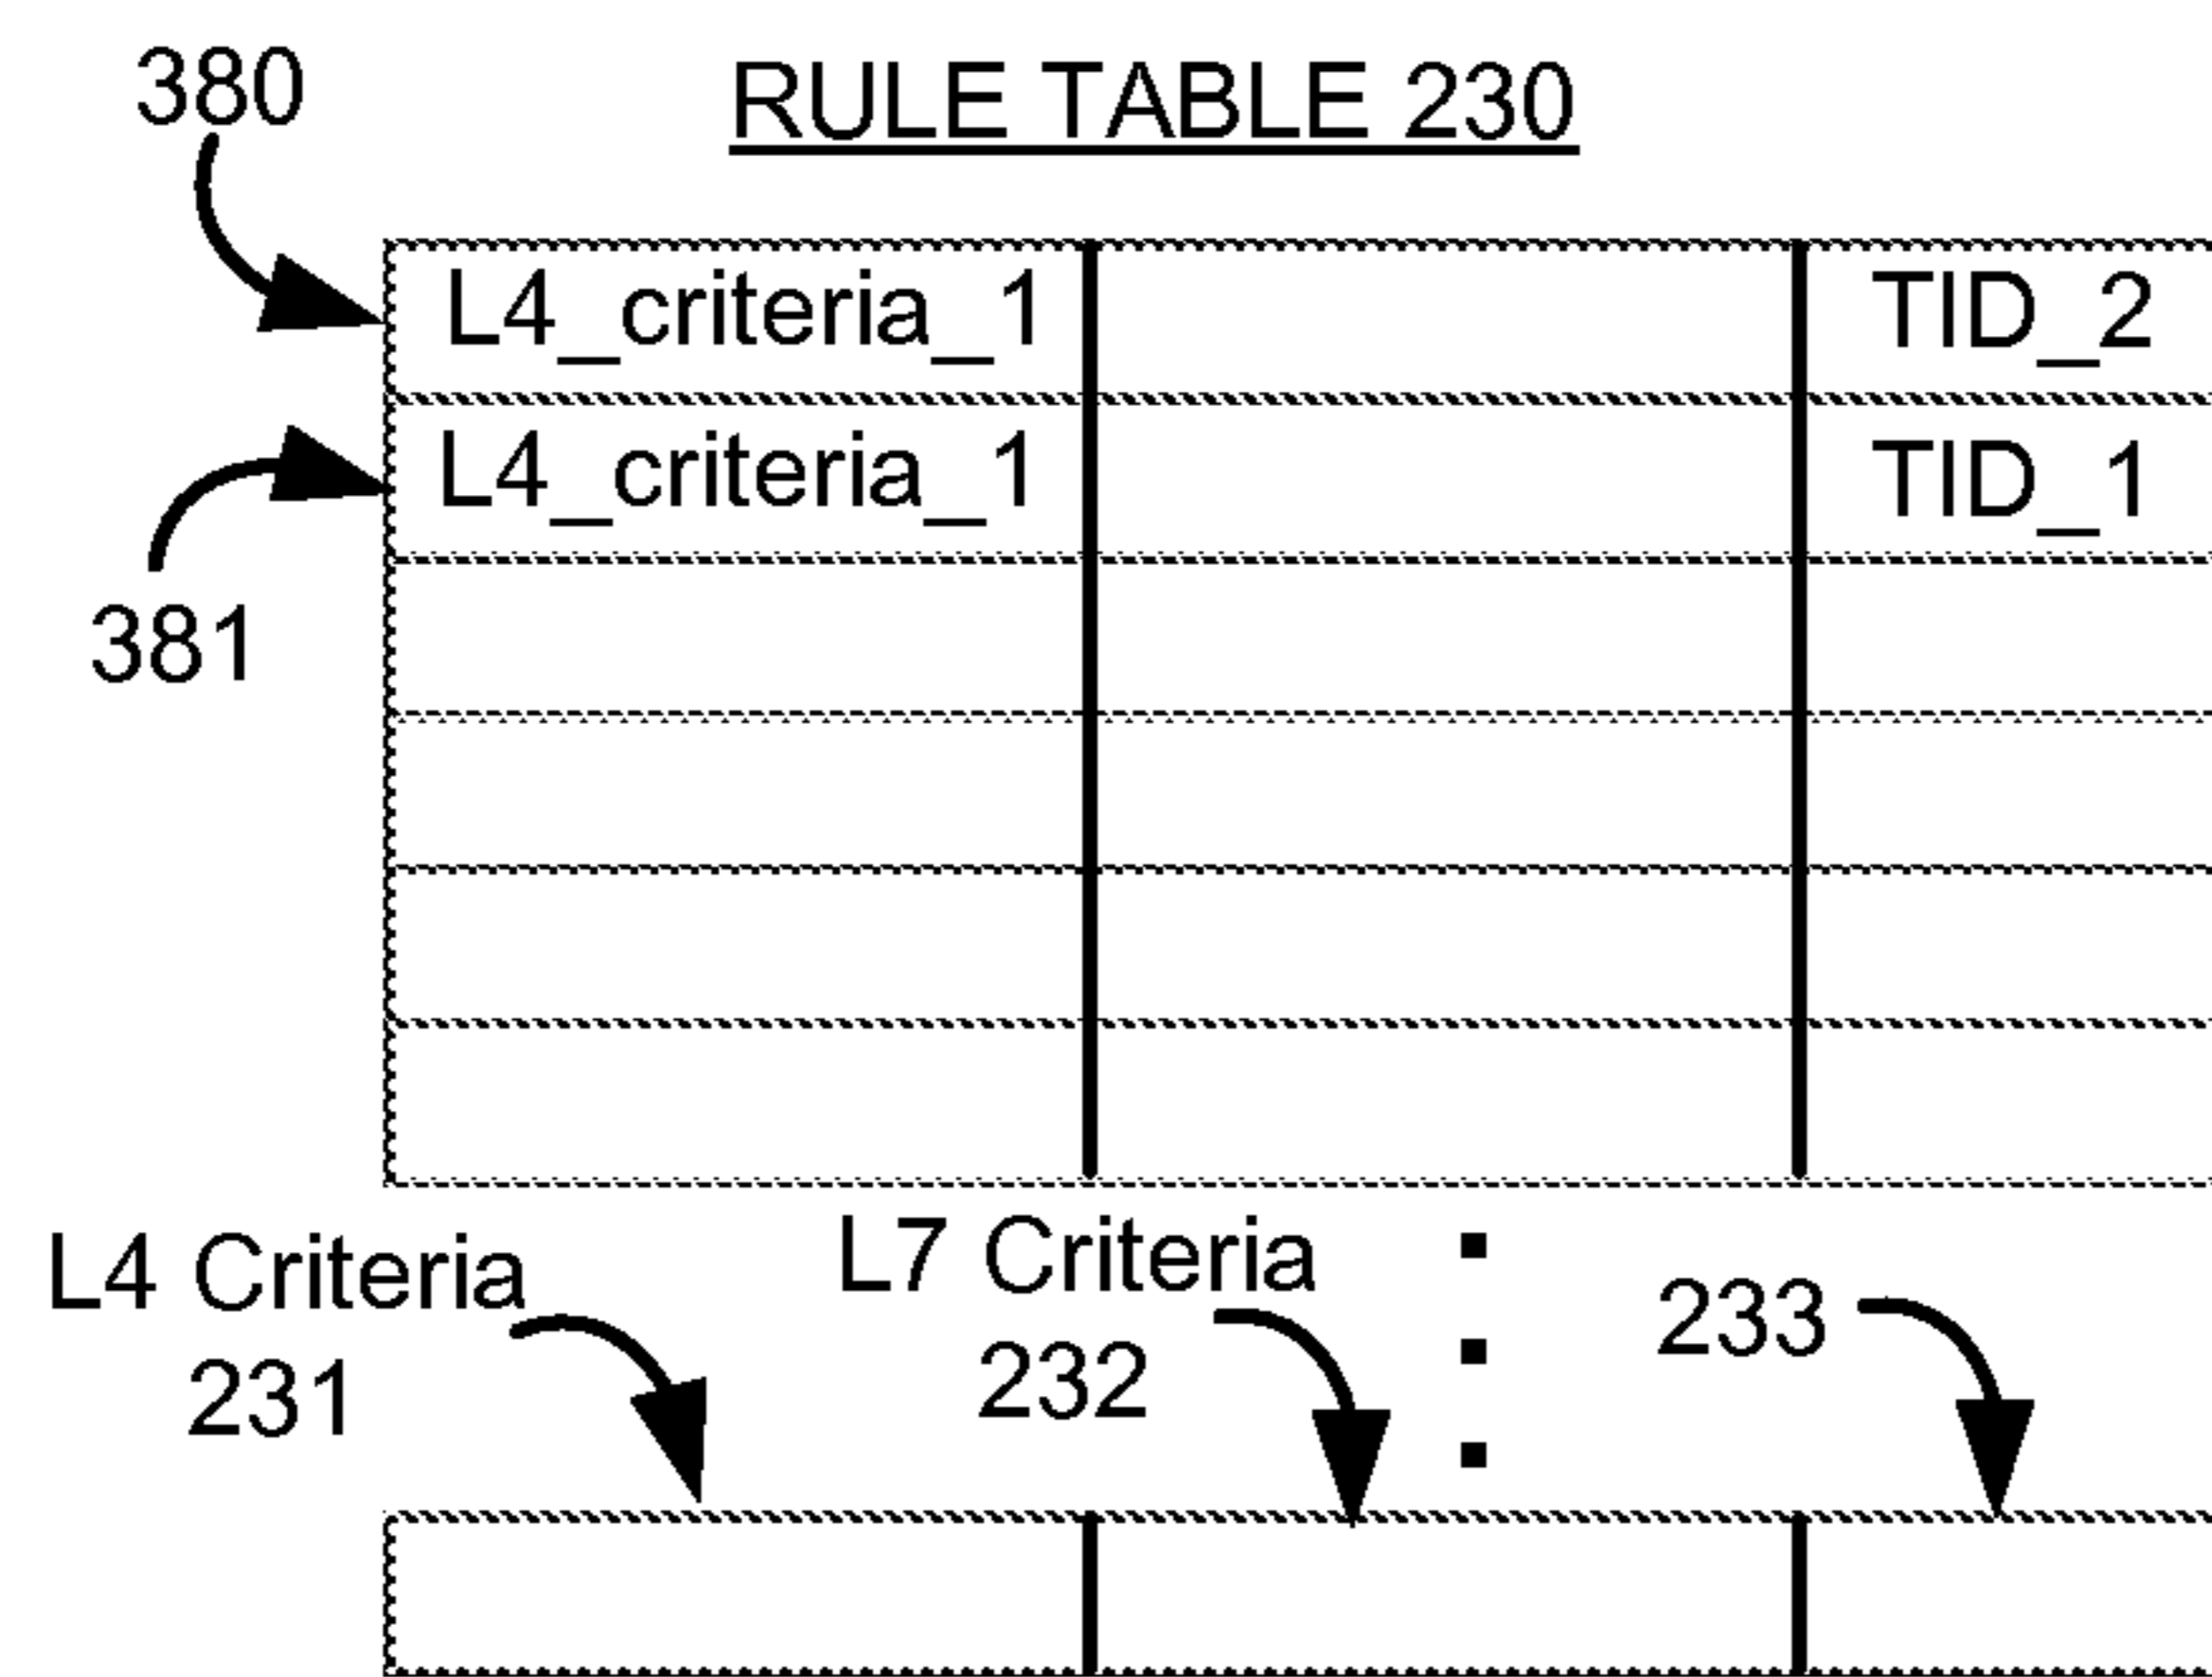 380
RULE TABLE 230
L4_criteria_1 TID_2
L4_criteria_1 TID_1
381
L4 Criteria
231
L7 Criteria
232
233